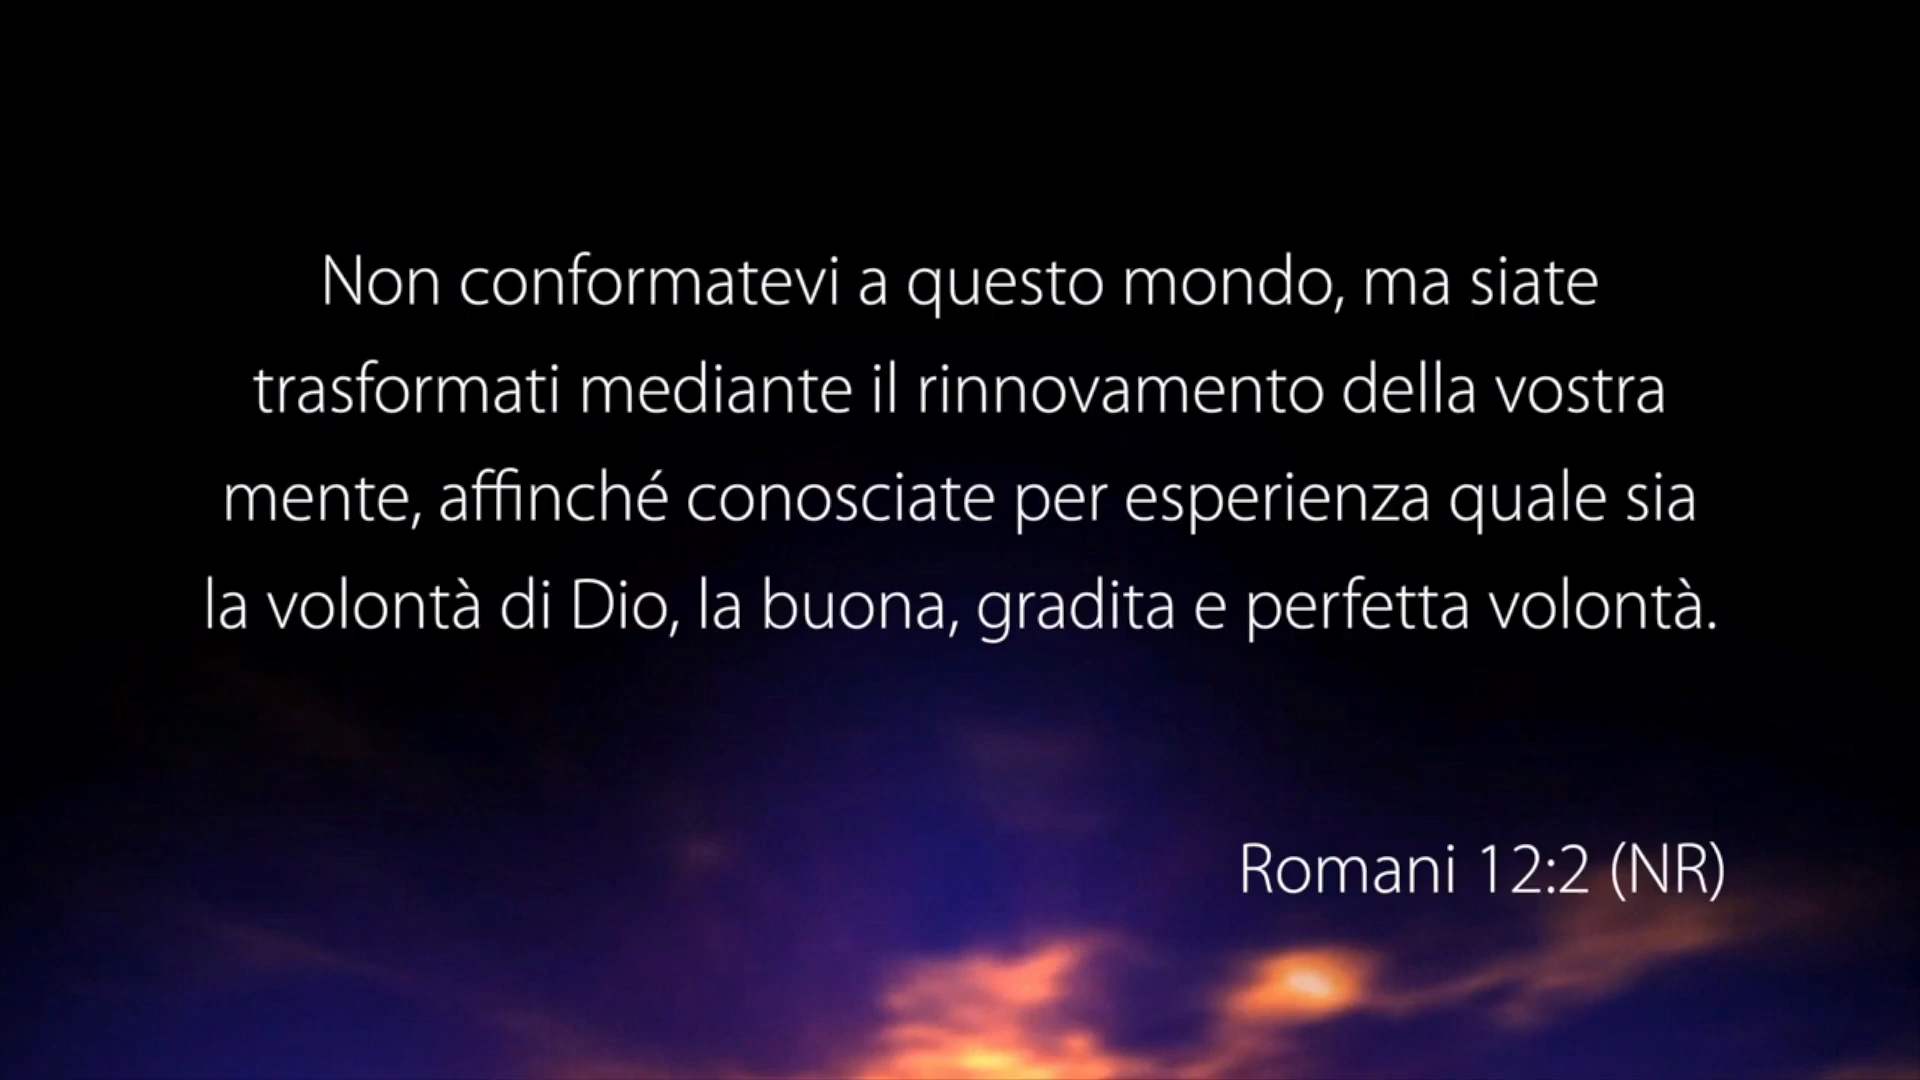 Non conformatevi a questo mondo, ma siate
trasformati mediante il rinnovamento della vostra
mente, affinché conosciate per esperienza quale sia
la volontà di Dio, la buona, gradita e perfetta volontà.
Romani 12:2 (NR)